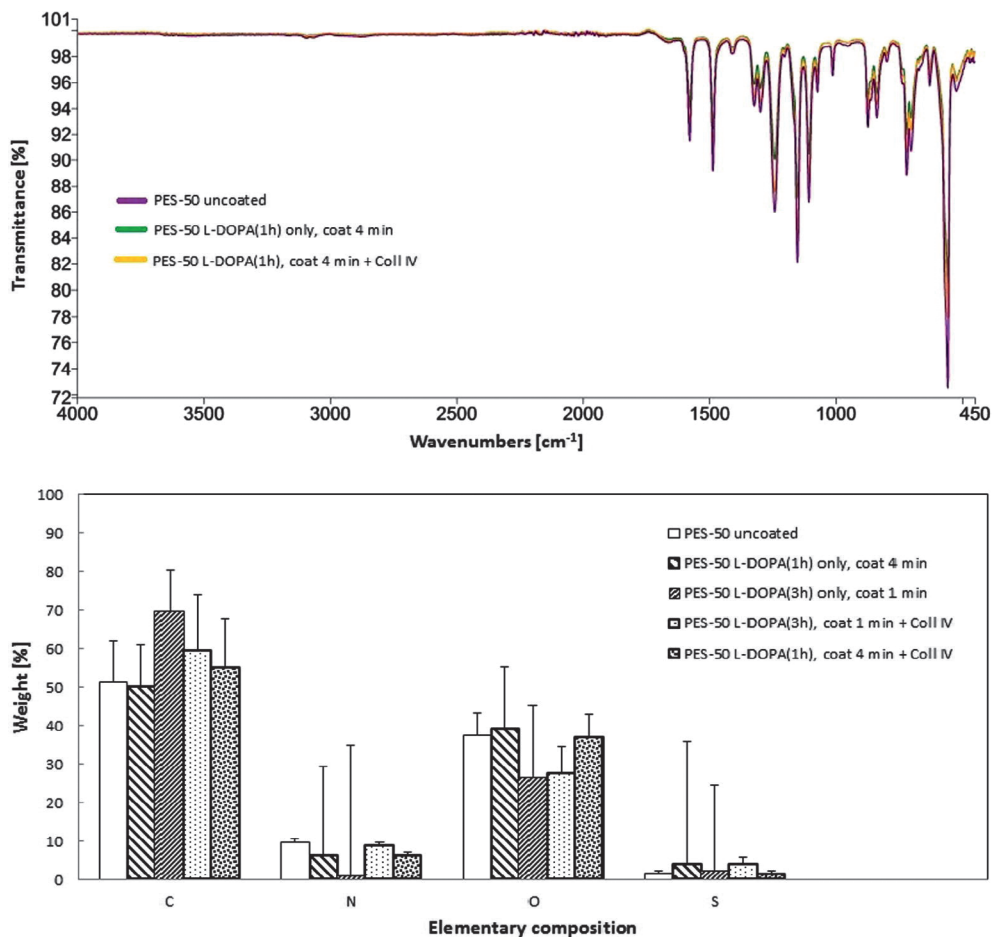 101
98
96
94
92
90
88
86
84
82
80
78
76
74
72
Transmittance [%]
PES-50 uncoated
PES-50 L-DOPA(1h) only, coat 4 min
PES-50 L-DOPA(1h), coat 4 min + Coll IV
4000 3500 3000 2500 2000 1500 1000 450
Wavenumbers [cm⁻¹]
100
90
80
70
60
50
40
30
20
10
0
Weight [%]
PES-50 uncoated
PES-50 L-DOPA(1h) only, coat 4 min
PES-50 L-DOPA(3h) only, coat 1 min
PES-50 L-DOPA(3h), coat 1 min + Coll IV
PES-50 L-DOPA(1h), coat 4 min + Coll IV
C N O S
Elementary composition